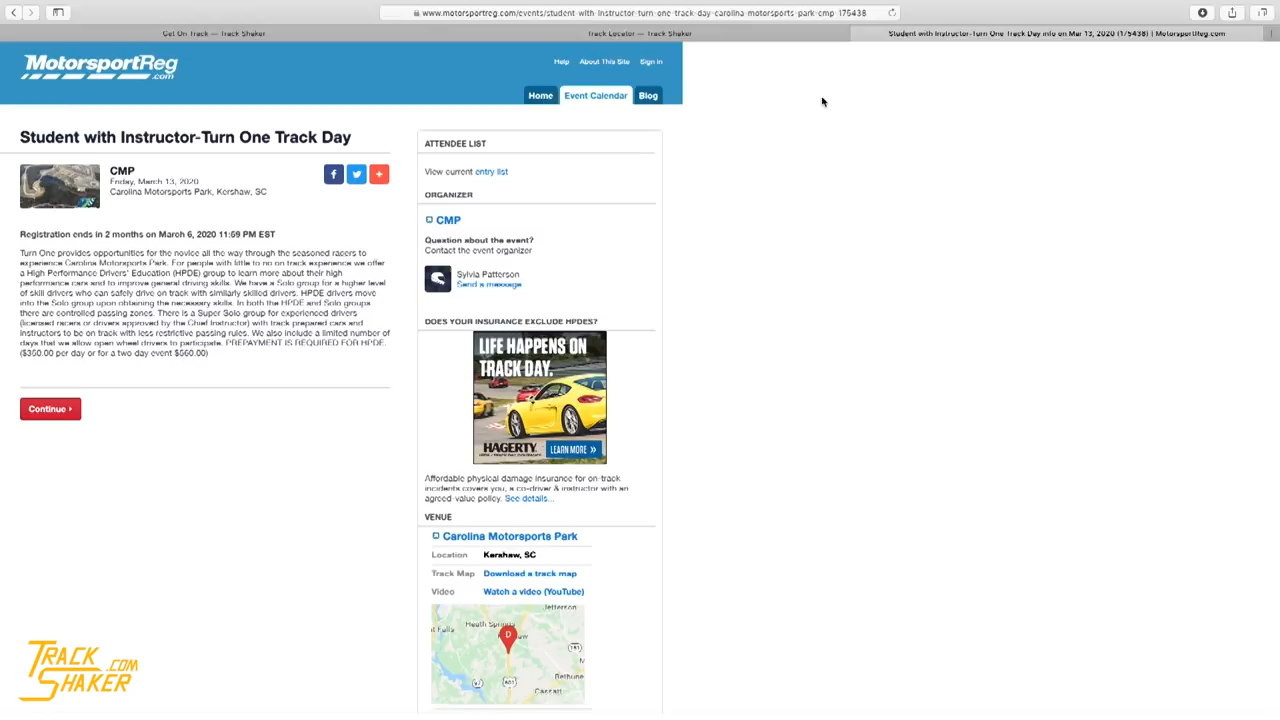 www.motorsportreg.com/events/student-with-instructor-turn-one-track-day-carolina-motorsports-park-cmp-175438
Get On Track — Track Shaker
Track Locator — Track Shaker
Student with Instructor-Turn One Track Day info on Mar 13, 2020 (175438) | MotorsportReg.com
MotorsportReg
.com
Help About This Site Sign in
Home Event Calendar Blog
Student with Instructor-Turn One Track Day
CMP
Friday, March 13, 2020
Carolina Motorsports Park, Kershaw, SC
Registration ends in 2 months on March 6, 2020 11:59 PM EST
Turn One provides opportunities for the novice all the way through the seasoned racers to
experience Carolina Motorsports Park. For people with little to no on track experience we offer
a High Performance Drivers' Education (HPDE) group to learn more about their high
performance cars and to improve general driving skills. We have a Solo group for a higher level
of skill drivers who can safely drive on track with similarly skilled drivers. HPDE drivers move
into the Solo group upon obtaining the necessary skills. In both the HPDE and Solo groups
there are controlled passing zones. There is a Super Solo group for experienced drivers
(licensed racers or drivers approved by the Chief Instructor) with track prepared cars and
instructors to be on track with less restrictive passing rules. We also include a limited number of
days that we allow open wheel drivers to participate. PREPAYMENT IS REQUIRED FOR HPDE.
($350.00 per day or for a two day event $560.00)
Continue
ATTENDEE LIST
View current entry list
ORGANIZER
CMP
Question about the event?
Contact the event organizer
Sylvia Patterson
Send a message
DOES YOUR INSURANCE EXCLUDE HPDES?
LIFE HAPPENS ON
TRACK DAY.
HAGERTY
LEARN MORE »
Affordable physical damage insurance for on-track
incidents covers you, a co-driver & instructor with an
agreed-value policy. See details...
VENUE
Carolina Motorsports Park
Location Kershaw, SC
Track Map Download a track map
Video Watch a video (YouTube)
Jefferson
Heath Springs
D
151
Bethune
601
Cassatt
TRACK .COM
SHAKER